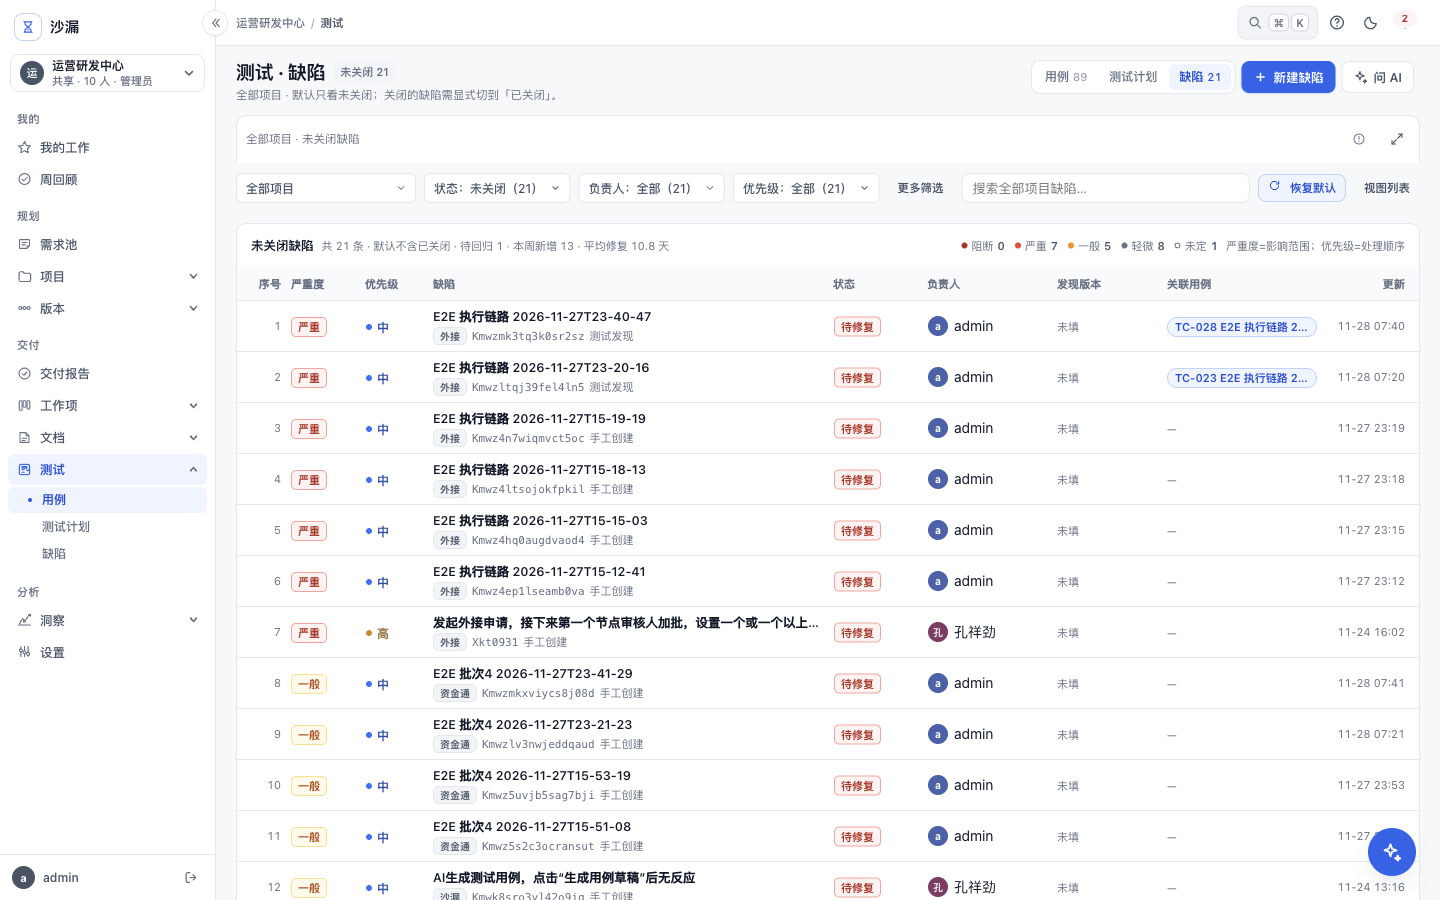 沙漏
运
运营研发中心
共享 · 10 人 · 管理员
我的
我的工作
周回顾
规划
需求池
项目
版本
交付
交付报告
工作项
文档
测试
用例
测试计划
缺陷
分析
洞察
设置
a admin
运营研发中心 / 测试
⌘ K
2
测试 · 缺陷 未关闭 21
全部项目 · 默认只看未关闭；关闭的缺陷需显式切到「已关闭」。
用例 89 测试计划 缺陷 21 + 新建缺陷 问 AI
全部项目 · 未关闭缺陷
全部项目 状态：未关闭（21） 负责人：全部（21） 优先级：全部（21） 更多筛选 搜索全部项目缺陷... 恢复默认 视图列表
未关闭缺陷 共 21 条 · 默认不含已关闭 · 待回归 1 · 本周新增 13 · 平均修复 10.8 天
阻断 0 严重 7 一般 5 轻微 8 未定 1 严重度=影响范围；优先级=处理顺序
序号 严重度 优先级 缺陷 状态 负责人 发现版本 关联用例 更新
1 严重 中 E2E 执行链路 2026-11-27T23-40-47 待修复 a admin 未填 TC-028 E2E 执行链路 2... 11-28 07:40
外接 Kmwzmk3tq3k0sr2sz 测试发现
2 严重 中 E2E 执行链路 2026-11-27T23-20-16 待修复 a admin 未填 TC-023 E2E 执行链路 2... 11-28 07:20
外接 Kmwzltqj39fel4ln5 测试发现
3 严重 中 E2E 执行链路 2026-11-27T15-19-19 待修复 a admin 未填 — 11-27 23:19
外接 Kmwz4n7wiqmvct5oc 手工创建
4 严重 中 E2E 执行链路 2026-11-27T15-18-13 待修复 a admin 未填 — 11-27 23:18
外接 Kmwz4ltsojokfpkil 手工创建
5 严重 中 E2E 执行链路 2026-11-27T15-15-03 待修复 a admin 未填 — 11-27 23:15
外接 Kmwz4hq0augdvaod4 手工创建
6 严重 中 E2E 执行链路 2026-11-27T15-12-41 待修复 a admin 未填 — 11-27 23:12
外接 Kmwz4ep1lseamb0va 手工创建
7 严重 高 发起外接申请，接下来第一个节点审核人加批，设置一个或一个以上... 待修复 孔 孔祥劲 未填 — 11-24 16:02
外接 Xkt0931 手工创建
8 一般 中 E2E 批次4 2026-11-27T23-41-29 待修复 a admin 未填 — 11-28 07:41
资金通 Kmwzmkxviycs8j08d 手工创建
9 一般 中 E2E 批次4 2026-11-27T23-21-23 待修复 a admin 未填 — 11-28 07:21
资金通 Kmwzlv3nwjeddqaud 手工创建
10 一般 中 E2E 批次4 2026-11-27T15-53-19 待修复 a admin 未填 — 11-27 23:53
资金通 Kmwz5uvjb5sag7bji 手工创建
11 一般 中 E2E 批次4 2026-11-27T15-51-08 待修复 a admin 未填 — 11-27
资金通 Kmwz5s2c3ocransut 手工创建
12 一般 中 AI生成测试用例，点击“生成用例草稿”后无反应 待修复 孔 孔祥劲 未填 — 11-24 13:16
沙漏 Kmwk8sro3yl42o9iq 手工创建